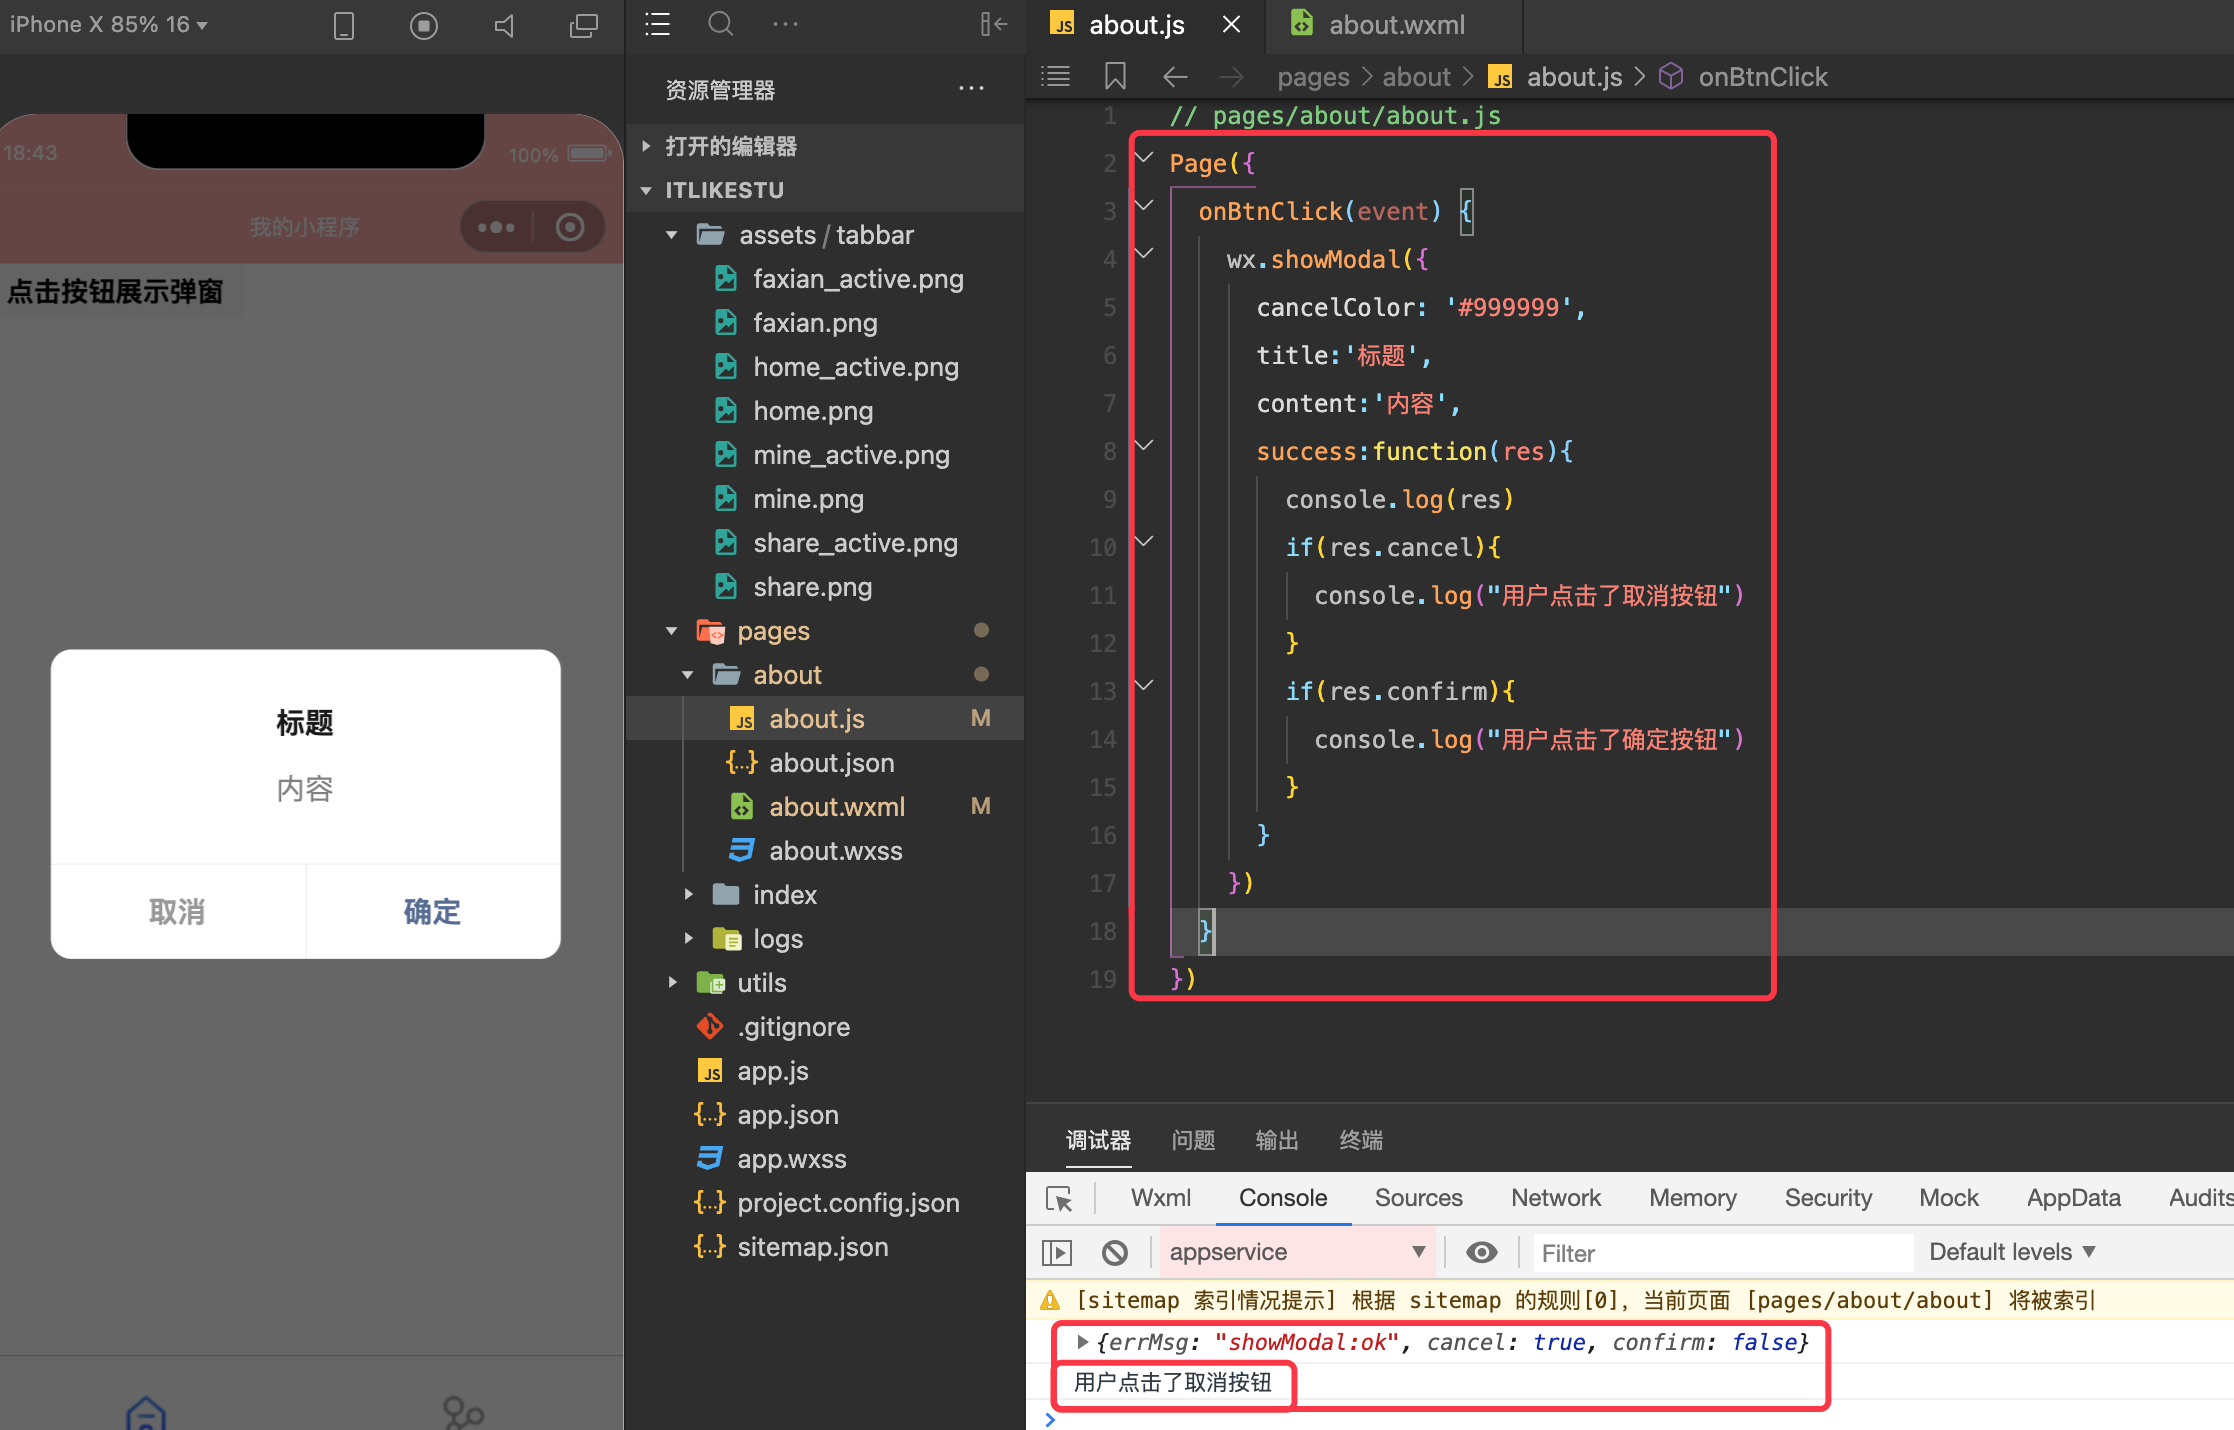 iPhone X 85% 16
18:43
100%
我的小程序
点击按钮展示弹窗
标题
内容
取消
确定
资源管理器
打开的编辑器
ITLIKESTU
assets / tabbar
faxian_active.png
faxian.png
home_active.png
home.png
mine_active.png
mine.png
share_active.png
share.png
pages
about
about.js M
about.json
about.wxml M
about.wxss
index
logs
utils
.gitignore
app.js
app.json
app.wxss
project.config.json
sitemap.json
about.js
about.wxml
pages > about > about.js > onBtnClick
1 // pages/about/about.js
2 Page({
3 onBtnClick(event) {
4 wx.showModal({
5 cancelColor: '#999999',
6 title:'标题',
7 content:'内容',
8 success:function(res){
9 console.log(res)
10 if(res.cancel){
11 console.log("用户点击了取消按钮")
12 }
13 if(res.confirm){
14 console.log("用户点击了确定按钮")
15 }
16 }
17 })
18 }
19 })
调试器 问题 输出 终端
Wxml Console Sources Network Memory Security Mock AppData Audits
appservice Filter Default levels
[sitemap 索引情况提示] 根据 sitemap 的规则[0]，当前页面 [pages/about/about] 将被索引
{errMsg: "showModal:ok", cancel: true, confirm: false}
用户点击了取消按钮